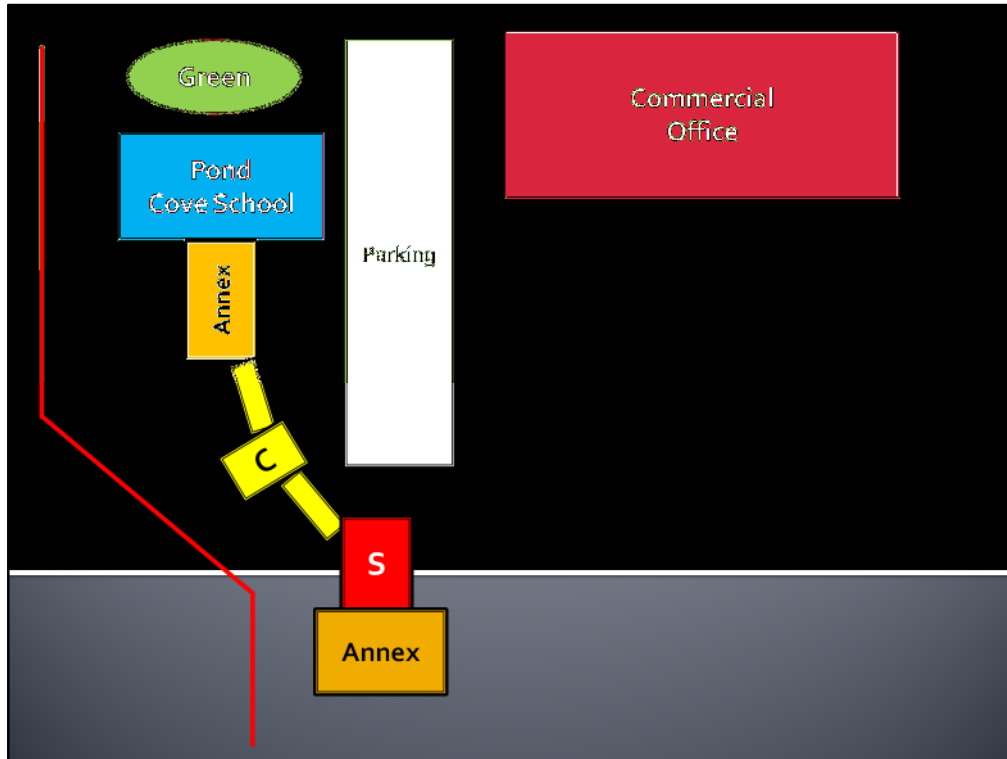 Green
Commercial
Office
Pond
Cove School
Parking
Annex
C
S
Annex